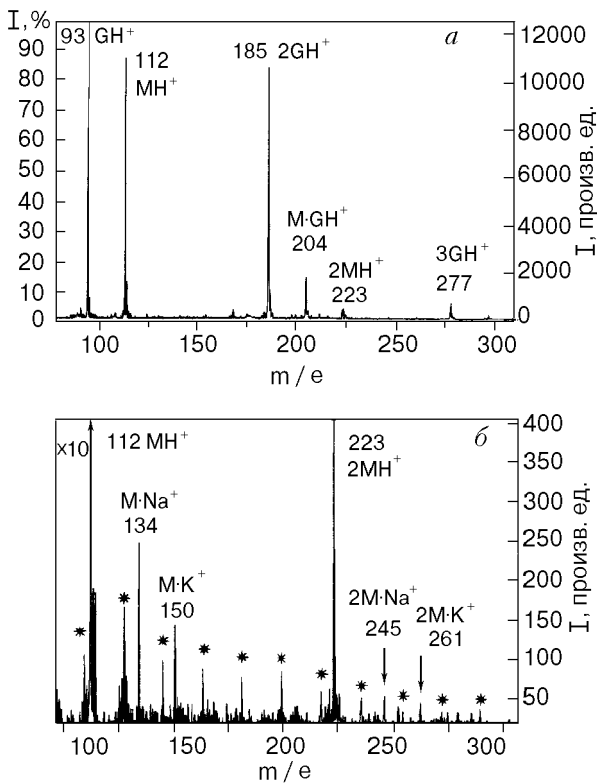 I, %
а
93 GH⁺
112
MH⁺
185 2GH⁺
M·GH⁺
204
2MH⁺
223
3GH⁺
277
90
80
70
60
50
40
30
20
10
0
12000
10000
8000
6000
4000
2000
0
I, произв. ед.
100 150 200 250 300
m / e
б
×10
112 MH⁺
223
2MH⁺
M·Na⁺
134
M·K⁺
150
2M·Na⁺
245
2M·K⁺
261
* * * * * * * * * * *
400
350
300
250
200
150
100
50
I, произв. ед.
100 150 200 250 300
m / e